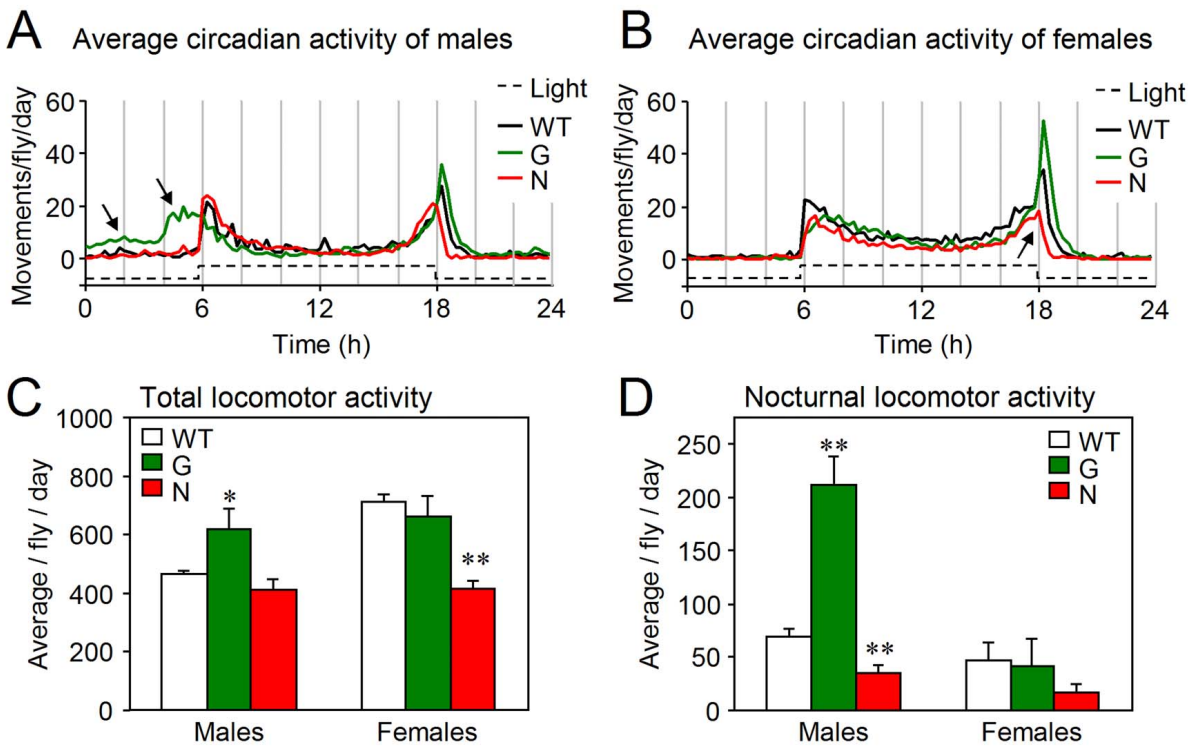 A Average circadian activity of males
Movements/fly/day
60
40
20
0
Light
WT
G
N
0 6 12 18 24
Time (h)
B Average circadian activity of females
Movements/fly/day
60
40
20
0
Light
WT
G
N
0 6 12 18 24
Time (h)
C Total locomotor activity
Average / fly / day
1000
800
600
400
200
0
WT
G
N
*
**
Males Females
D Nocturnal locomotor activity
Average / fly / day
250
200
150
100
50
0
WT
G
N
**
**
Males Females